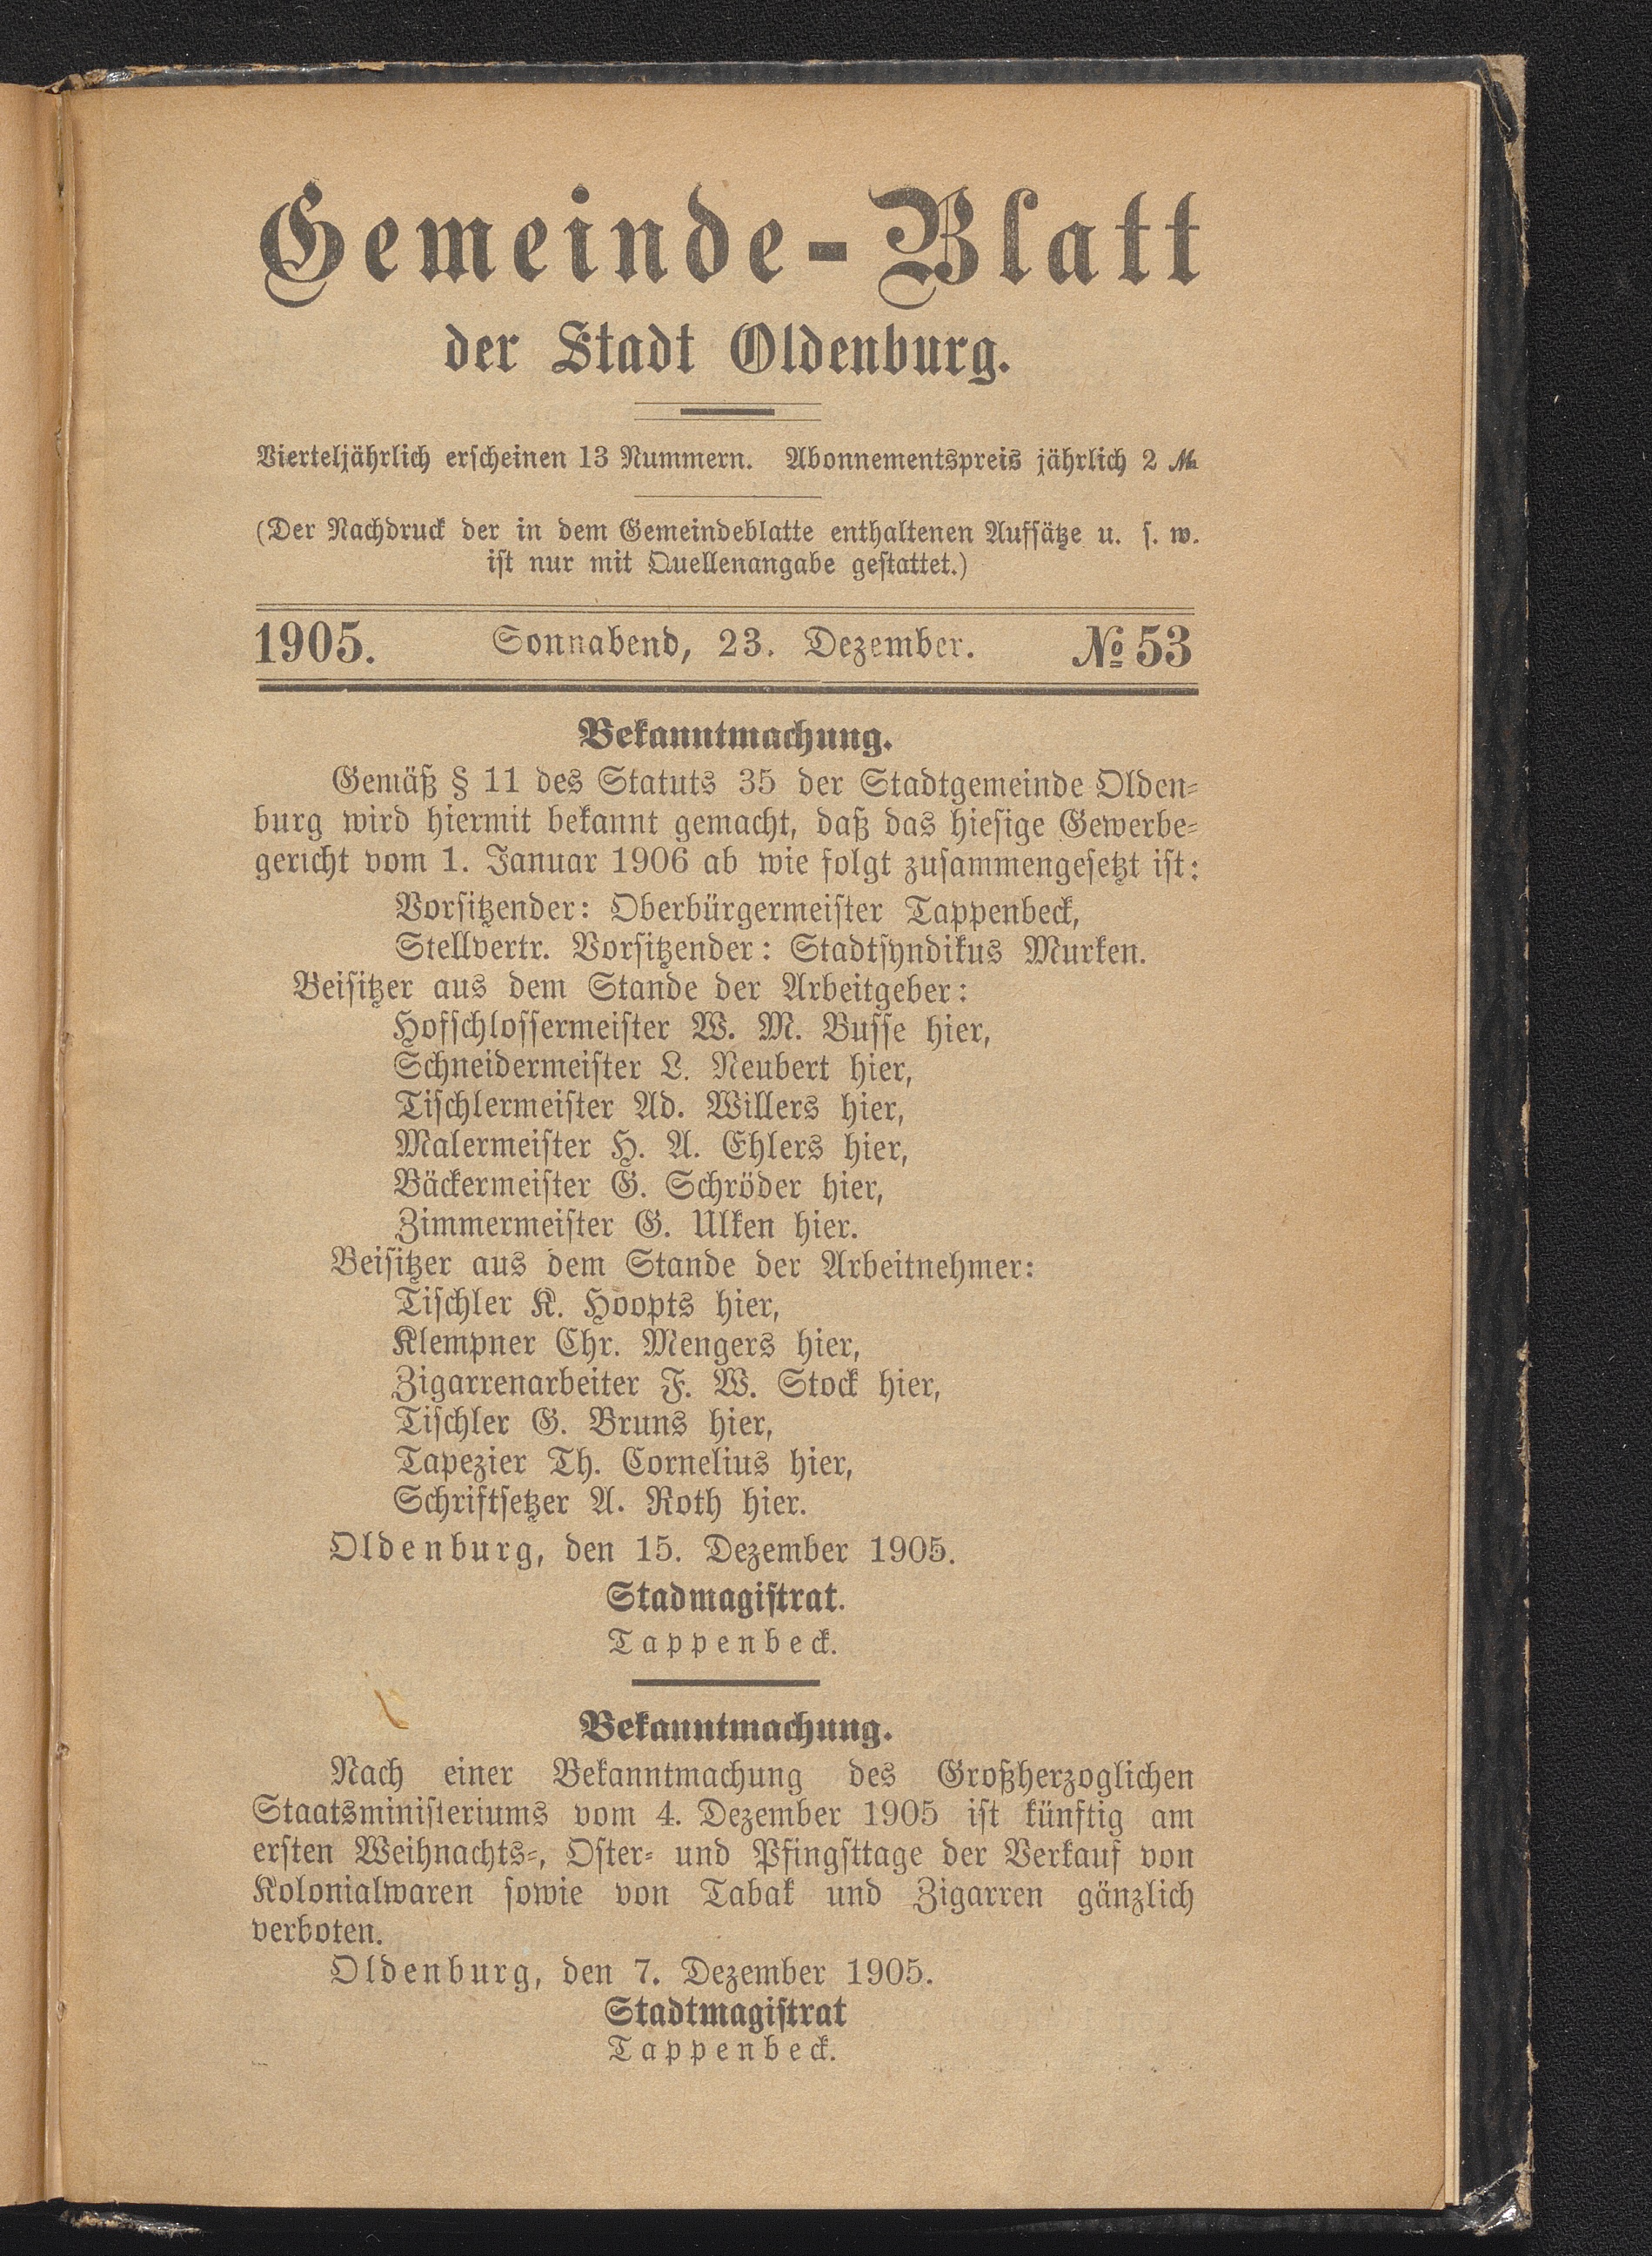 Gemeinde-Blatt
der Stadt Oldenburg.
Vierteljährlich erscheinen 13 Nummern. Abonnementspreis jährlich 2 ℳ
(Der Nachdruck der in dem Gemeindeblatte enthaltenen Aufsätze u. s. w.
ist nur mit Quellenangabe gestattet.)
1905. Sonnabend, 23. Dezember. № 53
Bekanntmachung.
Gemäß § 11 des Statuts 35 der Stadtgemeinde Olden-
burg wird hiermit bekannt gemacht, daß das hiesige Gewerbe-
gericht vom 1. Januar 1906 ab wie folgt zusammengesetzt ist:
Vorsitzender: Oberbürgermeister Tappenbeck,
Stellvertr. Vorsitzender: Stadtsyndikus Murken.
Beisitzer aus dem Stande der Arbeitgeber:
Hofschlossermeister W. M. Busse hier,
Schneidermeister L. Neubert hier,
Tischlermeister Ad. Willers hier,
Malermeister H. A. Ehlers hier,
Bäckermeister G. Schröder hier,
Zimmermeister G. Ulken hier.
Beisitzer aus dem Stande der Arbeitnehmer:
Tischler K. Hoopts hier,
Klempner Chr. Mengers hier,
Zigarrenarbeiter F. W. Stock hier,
Tischler G. Bruns hier,
Tapezier Th. Cornelius hier,
Schriftsetzer A. Roth hier.
Oldenburg, den 15. Dezember 1905.
Stadmagistrat.
Tappenbeck.
Bekanntmachung.
Nach einer Bekanntmachung des Großherzoglichen
Staatsministeriums vom 4. Dezember 1905 ist künftig am
ersten Weihnachts-, Oster- und Pfingsttage der Verkauf von
Kolonialwaren sowie von Tabak und Zigarren gänzlich
verboten.
Oldenburg, den 7. Dezember 1905.
Stadtmagistrat
Tappenbeck.